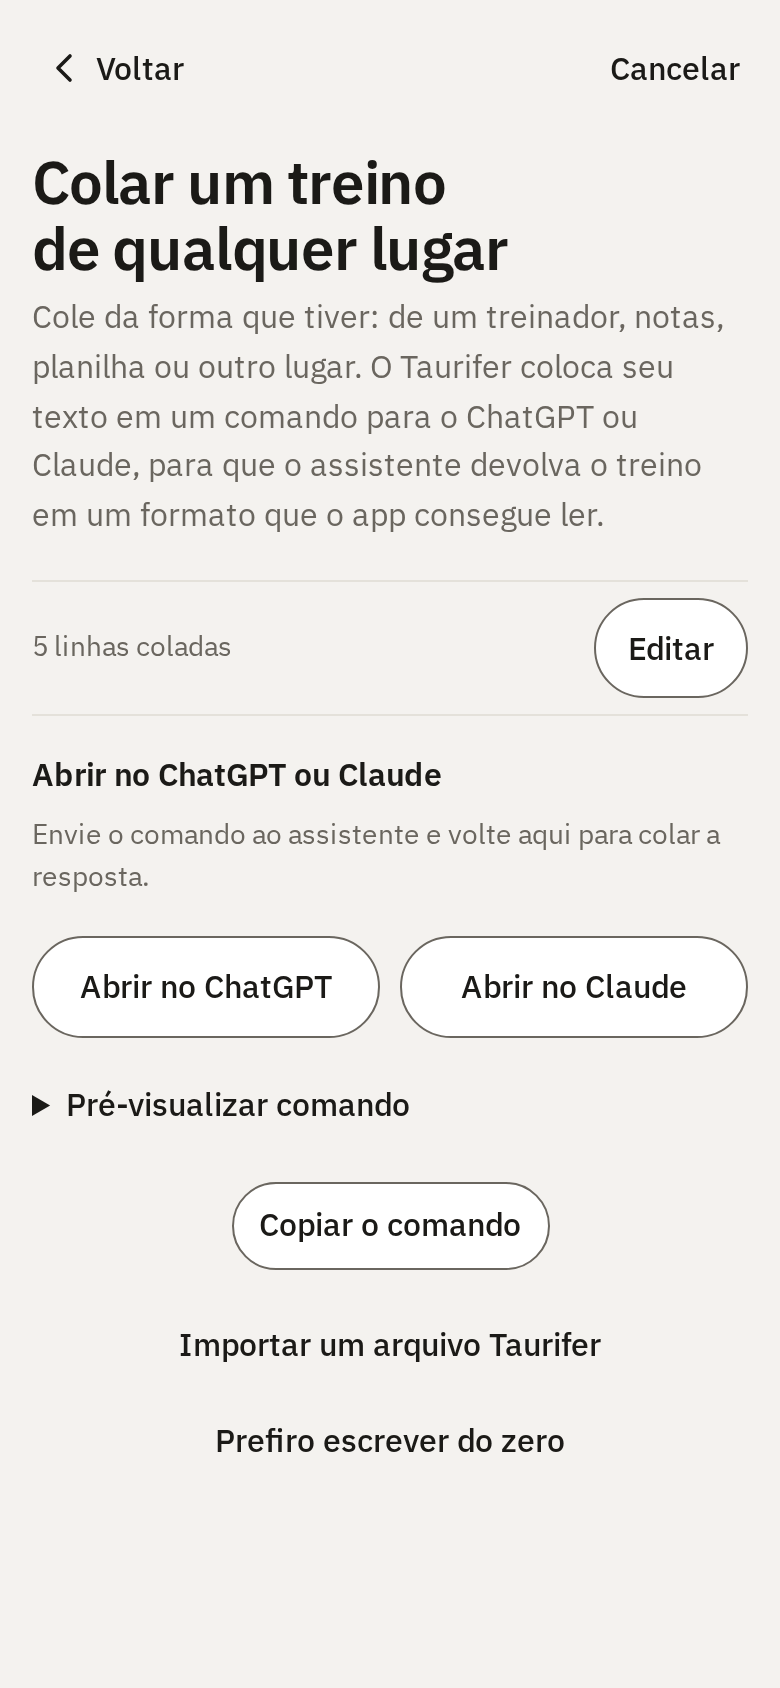 Voltar
Cancelar
Colar um treino
de qualquer lugar
Cole da forma que tiver: de um treinador, notas,
planilha ou outro lugar. O Taurifer coloca seu
texto em um comando para o ChatGPT ou
Claude, para que o assistente devolva o treino
em um formato que o app consegue ler.
5 linhas coladas
Editar
Abrir no ChatGPT ou Claude
Envie o comando ao assistente e volte aqui para colar a
resposta.
Abrir no ChatGPT
Abrir no Claude
Pré-visualizar comando
Copiar o comando
Importar um arquivo Taurifer
Prefiro escrever do zero